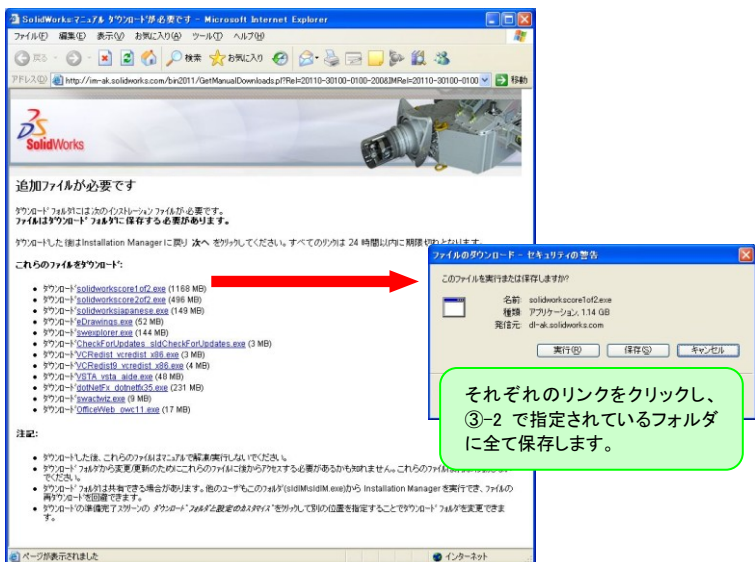 SolidWorks マニュアル ダウンロードが必要です - Microsoft Internet Explorer
ファイル(F) 編集(E) 表示(V) お気に入り(A) ツール(T) ヘルプ(H)
戻る 検索 お気に入り
アドレス(D) http://im-ak.solidworks.com/bin2011/GetManualDownloads.pl?Rel=20110-30100-0100-200&IMRel=20110-30100-0100 移動
SolidWorks
追加ファイルが必要です
ダウンロード フォルダには次のインストレーション ファイルが必要です。
ファイルはダウンロード フォルダに保存する必要があります。
ダウンロードした後はInstallation Managerに戻り 次へ をクリックしてください。すべてのリンクは 24 時間以内に期限切れとなります。
これらのファイルをダウンロード:
• ダウンロード solidworkscore1of2.exe (1168 MB)
• ダウンロード solidworkscore2of2.exe (496 MB)
• ダウンロード solidworksjapanese.exe (149 MB)
• ダウンロード eDrawings.exe (52 MB)
• ダウンロード swexplorer.exe (144 MB)
• ダウンロード CheckForUpdates_sldCheckForUpdates.exe (3 MB)
• ダウンロード VCRedist_vcredist_x86.exe (3 MB)
• ダウンロード VCRedist9_vcredist_x86.exe (4 MB)
• ダウンロード VSTA_vsta_aide.exe (48 MB)
• ダウンロード dotNetFx_dotnetfx35.exe (231 MB)
• ダウンロード swactwiz.exe (9 MB)
• ダウンロード OfficeWeb_owc11.exe (17 MB)
注記:
• ダウンロードした後、これらのファイルはマニュアルで解凍/実行しないでください。
• ダウンロード フォルダから変更/更新のためにこれらのファイルに後からアクセスする必要があるかも知れません。これらのファイルは
でください。
• ダウンロード フォルダは共有できる場合があります。他のユーザもこのフォルダ(sldIM\sldIM.exe)から Installation Manager を実行でき、ファイルの
再ダウンロードを回避できます。
• ダウンロードの準備完了スクリーンの ダウンロード フォルダと設定のカスタマイズ をクリックして別の位置を指定することでダウンロード フォルダを変更できま
す。
ページが表示されました インターネット
ファイルのダウンロード - セキュリティの警告
このファイルを実行または保存しますか?
名前: solidworkscore1of2.exe
種類: アプリケーション, 1.14 GB
発信元: dl-ak.solidworks.com
実行(R) 保存(S) キャンセル
それぞれのリンクをクリックし、
③-2 で指定されているフォルダ
に全て保存します。